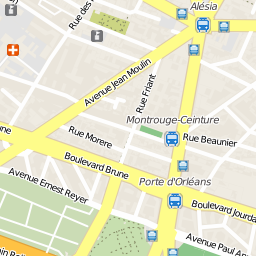 Alésia
Rue des
Avenue Jean Moulin
Rue Friant
Montrouge-Ceinture
Rue Morere
Rue Beaunier
Boulevard Brune
Porte d'Orléans
Avenue Ernest Reyer
Boulevard Jourda
Avenue Paul